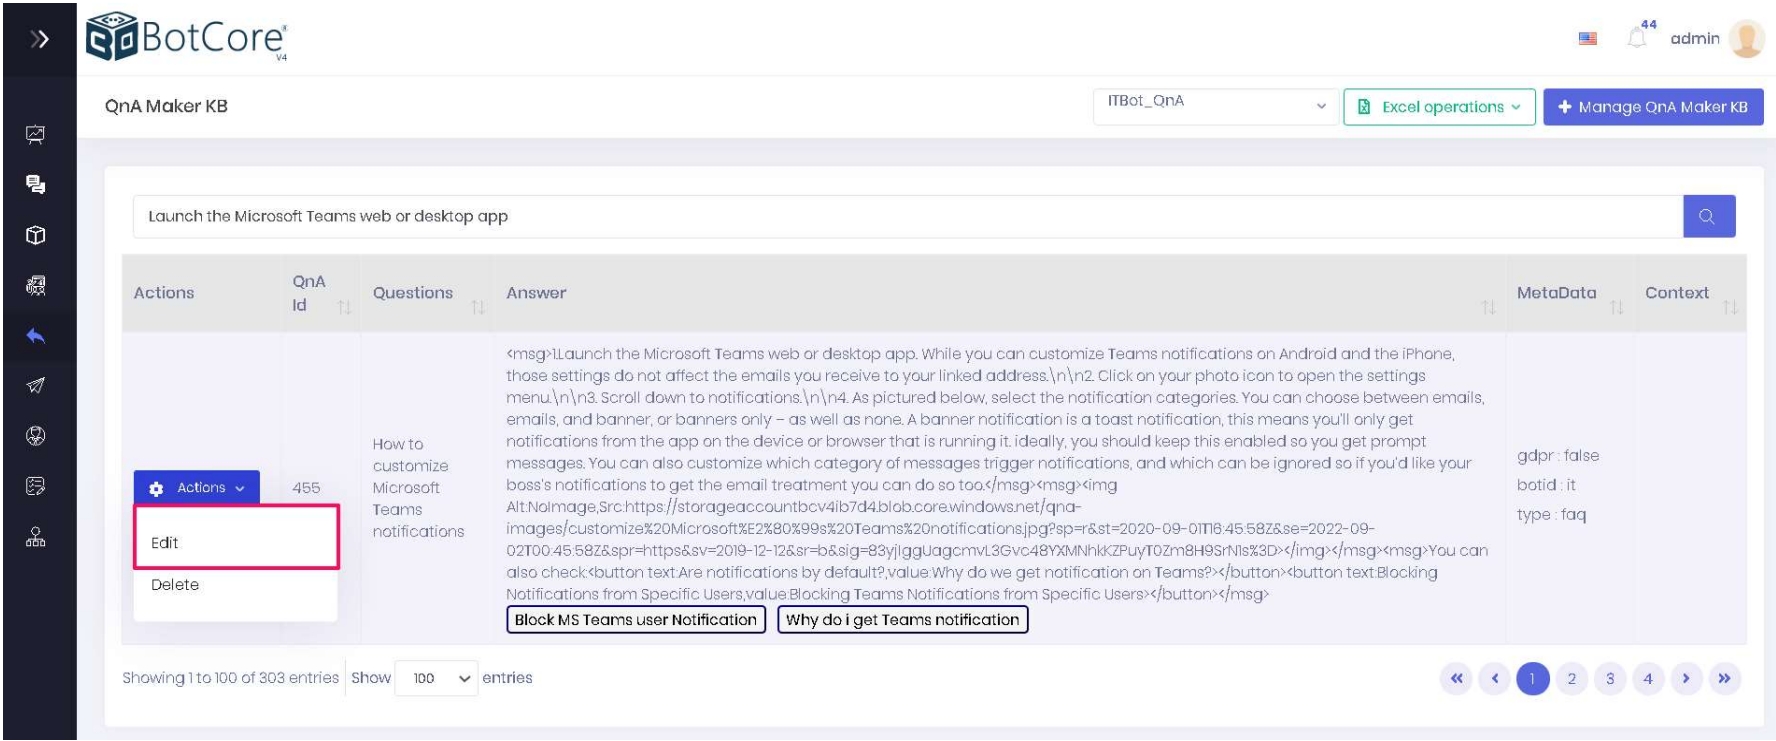 BotCore®
V4
44
admin
QnA Maker KB
ITBot_QnA
Excel operations
Manage QnA Maker KB
Launch the Microsoft Teams web or desktop app
Actions
QnA
Id
Questions
Answer
MetaData
Context
<msg>1.Launch the Microsoft Teams web or desktop app. While you can customize Teams notifications on Android and the iPhone,
those settings do not affect the emails you receive to your linked address.\n\n2. Click on your photo icon to open the settings
menu.\n\n3. Scroll down to notifications.\n\n4. As pictured below, select the notification categories. You can choose between emails,
emails, and banner, or banners only – as well as none. A banner notification is a toast notification, this means you'll only get
notifications from the app on the device or browser that is running it. ideally, you should keep this enabled so you get prompt
messages. You can also customize which category of messages trigger notifications, and which can be ignored so if you'd like your
boss's notifications to get the email treatment you can do so too.</msg><msg><img
Alt:NoImage,Src:https://storageaccountbcv4ib7d4.blob.core.windows.net/qna-
images/customize%20Microsoft%E2%80%99s%20Teams%20notifications.jpg?sp=r&st=2020-09-01T16:45:58Z&se=2022-09-
02T00:45:58Z&spr=https&sv=2019-12-12&sr=b&sig=83yjIggUagcmvL3Gvc48YXMNhkKZPuyT0Zm8H9SrN1s%3D></img></msg><msg>You can
also check:<button text:Are notifications by default?,value:Why do we get notification on Teams?></button><button text:Blocking
Notifications from Specific Users,value:Blocking Teams Notifications from Specific Users></button></msg>
Block MS Teams user Notification
Why do i get Teams notification
How to
customize
Microsoft
Teams
notifications
gdpr : false
botid : it
type : faq
Actions
455
Edit
Delete
Showing 1 to 100 of 303 entries
Show
100
entries
«
‹
1
2
3
4
›
»